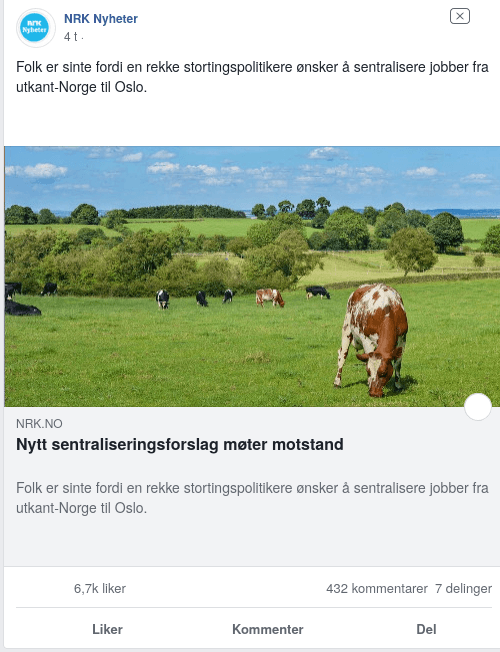 NRK
Nyheter
NRK Nyheter
4 t ·
Folk er sinte fordi en rekke stortingspolitikere ønsker å sentralisere jobber fra
utkant-Norge til Oslo.
NRK.NO
Nytt sentraliseringsforslag møter motstand
Folk er sinte fordi en rekke stortingspolitikere ønsker å sentralisere jobber fra
utkant-Norge til Oslo.
6,7k liker 432 kommentarer 7 delinger
Liker Kommenter Del